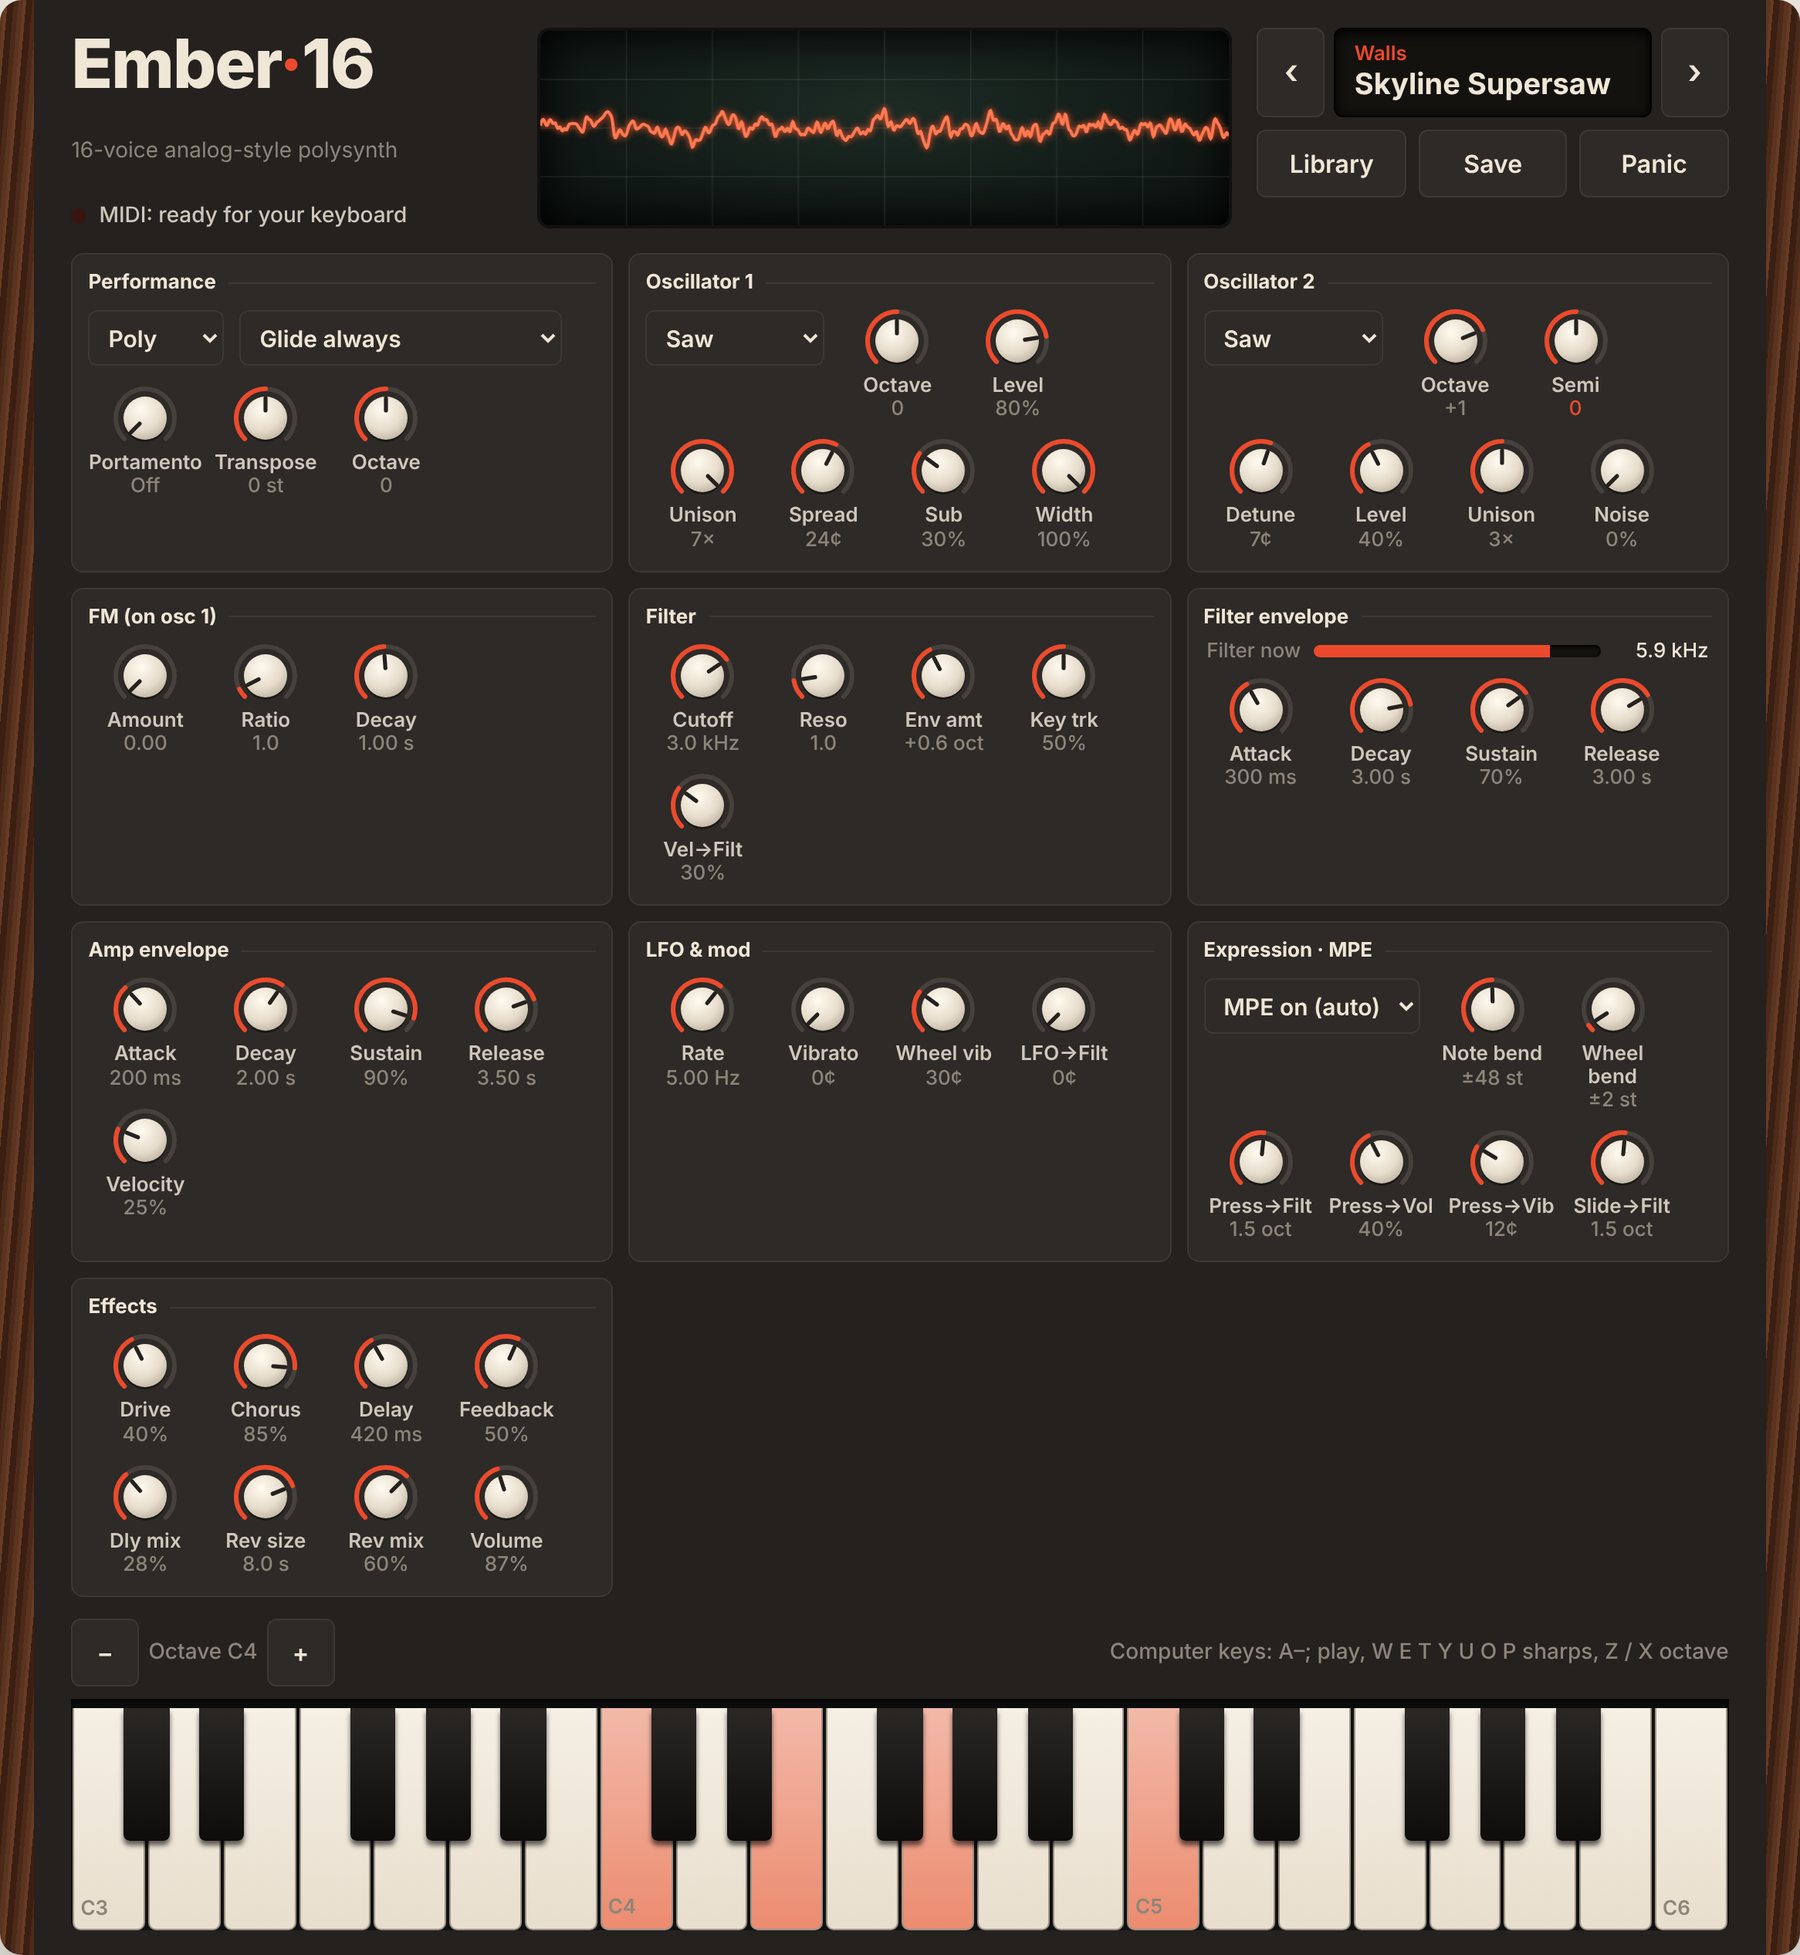 Ember·16
16-voice analog-style polysynth
MIDI: ready for your keyboard
‹
Walls
Skyline Supersaw
›
Library
Save
Panic
Performance
Poly
Glide always
Portamento
Off
Transpose
0 st
Octave
0
Oscillator 1
Saw
Octave
0
Level
80%
Unison
7×
Spread
24¢
Sub
30%
Width
100%
Oscillator 2
Saw
Octave
+1
Semi
0
Detune
7¢
Level
40%
Unison
3×
Noise
0%
FM (on osc 1)
Amount
0.00
Ratio
1.0
Decay
1.00 s
Filter
Cutoff
3.0 kHz
Reso
1.0
Env amt
+0.6 oct
Key trk
50%
Vel→Filt
30%
Filter envelope
Filter now
5.9 kHz
Attack
300 ms
Decay
3.00 s
Sustain
70%
Release
3.00 s
Amp envelope
Attack
200 ms
Decay
2.00 s
Sustain
90%
Release
3.50 s
Velocity
25%
LFO & mod
Rate
5.00 Hz
Vibrato
0¢
Wheel vib
30¢
LFO→Filt
0¢
Expression · MPE
MPE on (auto)
Note bend
±48 st
Wheel
bend
±2 st
Press→Filt
1.5 oct
Press→Vol
40%
Press→Vib
12¢
Slide→Filt
1.5 oct
Effects
Drive
40%
Chorus
85%
Delay
420 ms
Feedback
50%
Dly mix
28%
Rev size
8.0 s
Rev mix
60%
Volume
87%
−
Octave C4
+
Computer keys: A–; play, W E T Y U O P sharps, Z / X octave
C3
C4
C5
C6